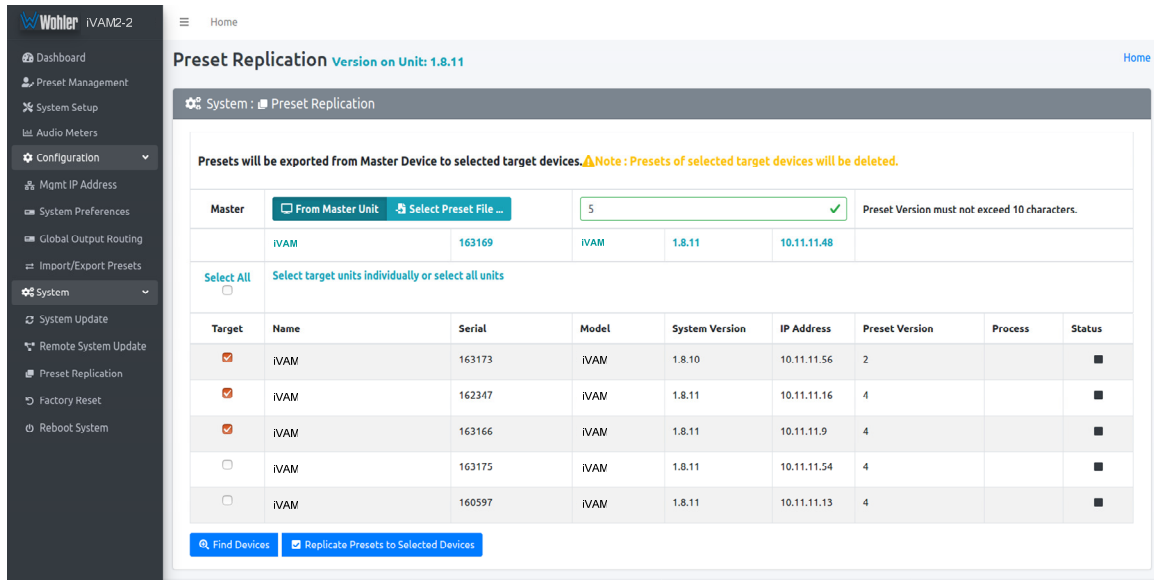 Wohler iVAM2-2
Home
Dashboard
Preset Management
System Setup
Audio Meters
Configuration
Mgmt IP Address
System Preferences
Global Output Routing
Import/Export Presets
System
System Update
Remote System Update
Preset Replication
Factory Reset
Reboot System
Preset Replication Version on Unit: 1.8.11
Home
System : Preset Replication
Presets will be exported from Master Device to selected target devices. Note : Presets of selected target devices will be deleted.
Master From Master Unit Select Preset File ... 5 Preset Version must not exceed 10 characters.
iVAM 163169 iVAM 1.8.11 10.11.11.48
Select All Select target units individually or select all units
Target Name Serial Model System Version IP Address Preset Version Process Status
iVAM 163173 iVAM 1.8.10 10.11.11.56 2
iVAM 162347 iVAM 1.8.11 10.11.11.16 4
iVAM 163166 iVAM 1.8.11 10.11.11.9 4
iVAM 163175 iVAM 1.8.11 10.11.11.54 4
iVAM 160597 iVAM 1.8.11 10.11.11.13 4
Find Devices Replicate Presets to Selected Devices